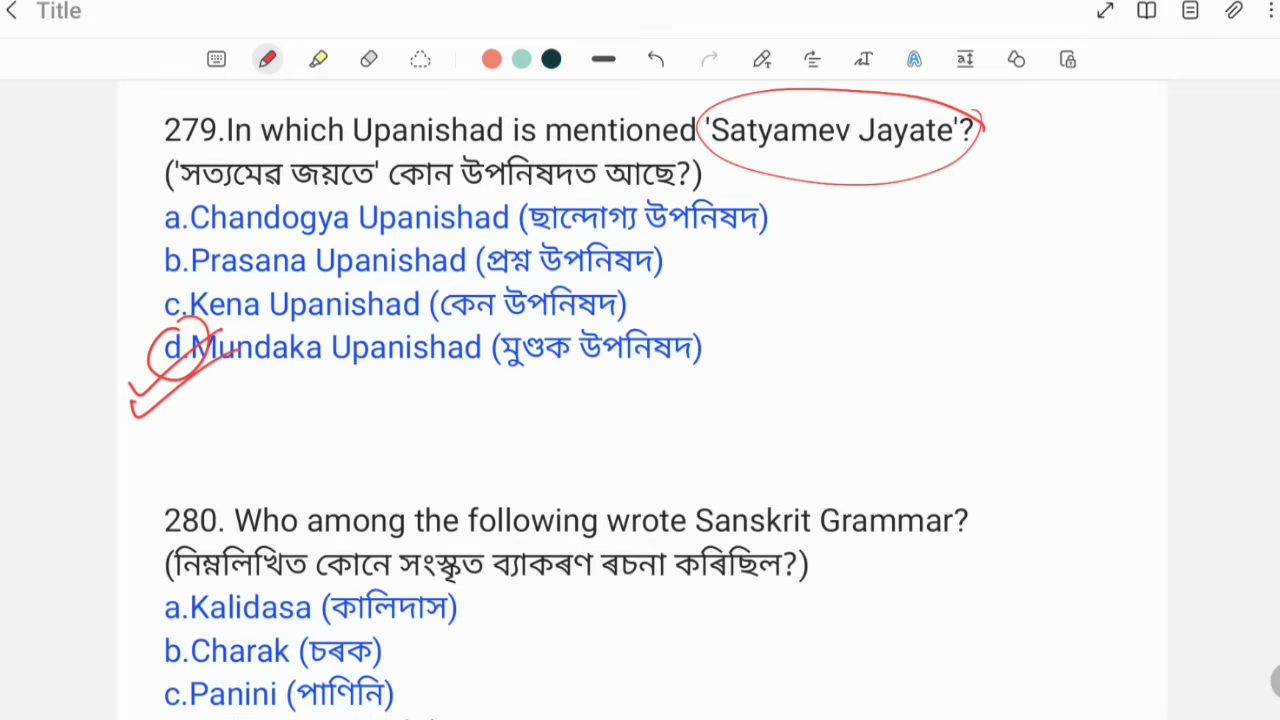 Title
279.In which Upanishad is mentioned 'Satyamev Jayate'?
('সত্যমেৱ জয়তে' কোন উপনিষদত আছে?)
a.Chandogya Upanishad (ছান্দোগ্য উপনিষদ)
b.Prasana Upanishad (প্ৰশ্ন উপনিষদ)
c.Kena Upanishad (কেন উপনিষদ)
d.Mundaka Upanishad (মুণ্ডক উপনিষদ)
280. Who among the following wrote Sanskrit Grammar?
(নিম্নলিখিত কোনে সংস্কৃত ব্যাকৰণ ৰচনা কৰিছিল?)
a.Kalidasa (কালিদাস)
b.Charak (চৰক)
c.Panini (পাণিনি)